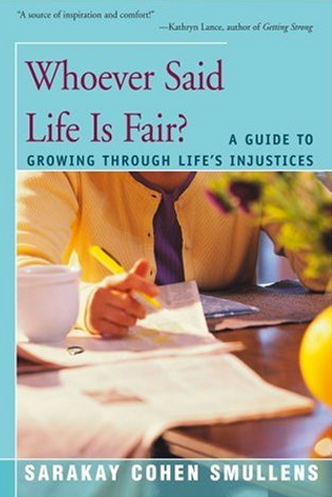 "A source of inspiration and comfort!"
—Kathryn Lance, author of Getting Strong
Whoever Said
Life Is Fair?
A GUIDE TO
GROWING THROUGH LIFE'S INJUSTICES
SARAKAY COHEN SMULLENS